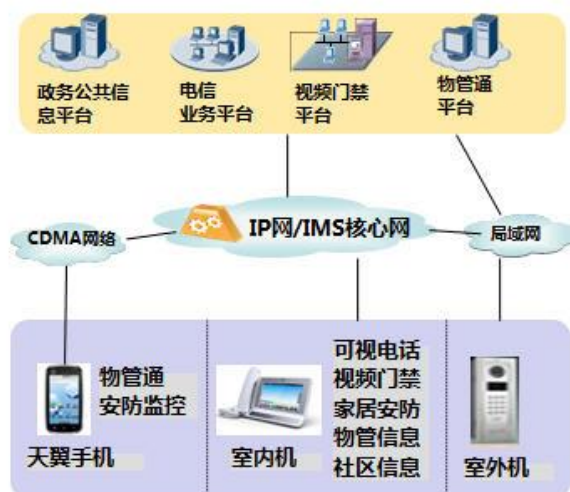 政务公共信
息平台
电信
业务平台
视频门禁
平台
物管通
平台
CDMA网络
IP网/IMS核心网
局域网
物管通
安防监控
天翼手机
室内机
可视电话
视频门禁
家居安防
物管信息
社区信息
室外机